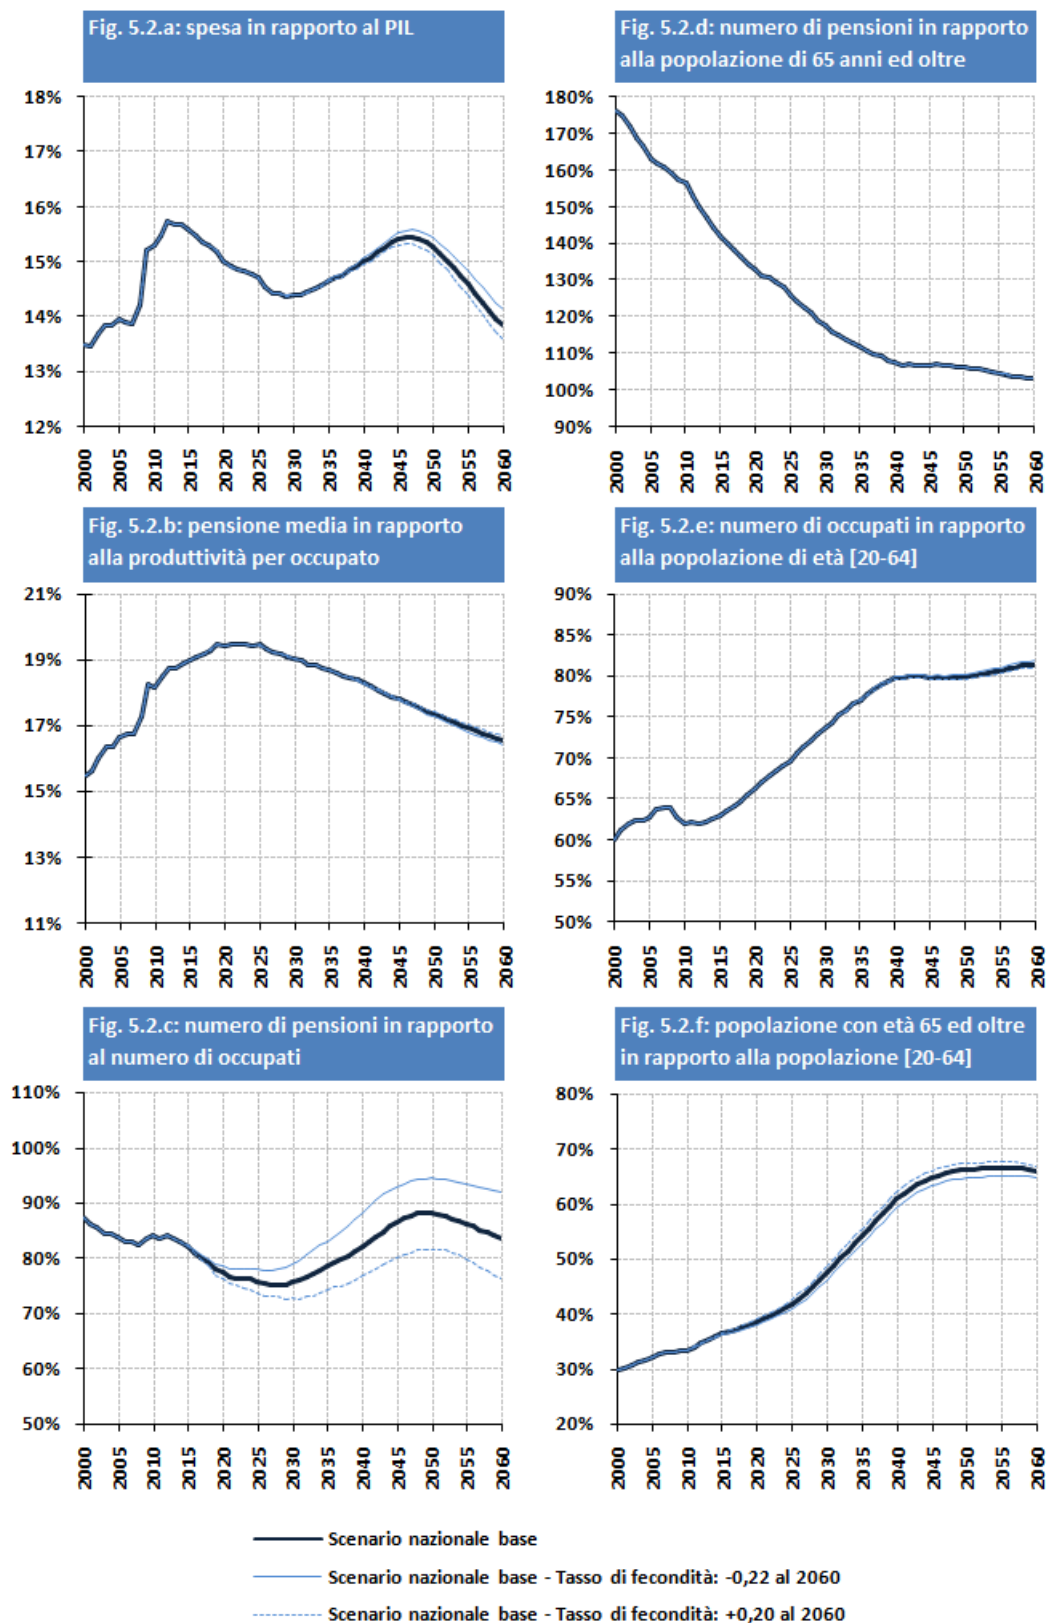 Fig. 5.2.a: spesa in rapporto al PIL
18%
17%
16%
15%
14%
13%
12%
2000 2005 2010 2015 2020 2025 2030 2035 2040 2045 2050 2055 2060
Fig. 5.2.d: numero di pensioni in rapporto
alla popolazione di 65 anni ed oltre
180%
170%
160%
150%
140%
130%
120%
110%
100%
90%
2000 2005 2010 2015 2020 2025 2030 2035 2040 2045 2050 2055 2060
Fig. 5.2.b: pensione media in rapporto
alla produttività per occupato
21%
19%
17%
15%
13%
11%
2000 2005 2010 2015 2020 2025 2030 2035 2040 2045 2050 2055 2060
Fig. 5.2.e: numero di occupati in rapporto
alla popolazione di età [20-64]
90%
85%
80%
75%
70%
65%
60%
55%
50%
2000 2005 2010 2015 2020 2025 2030 2035 2040 2045 2050 2055 2060
Fig. 5.2.c: numero di pensioni in rapporto
al numero di occupati
110%
100%
90%
80%
70%
60%
50%
2000 2005 2010 2015 2020 2025 2030 2035 2040 2045 2050 2055 2060
Fig. 5.2.f: popolazione con età 65 ed oltre
in rapporto alla popolazione [20-64]
80%
70%
60%
50%
40%
30%
20%
2000 2005 2010 2015 2020 2025 2030 2035 2040 2045 2050 2055 2060
Scenario nazionale base
Scenario nazionale base - Tasso di fecondità: -0,22 al 2060
Scenario nazionale base - Tasso di fecondità: +0,20 al 2060